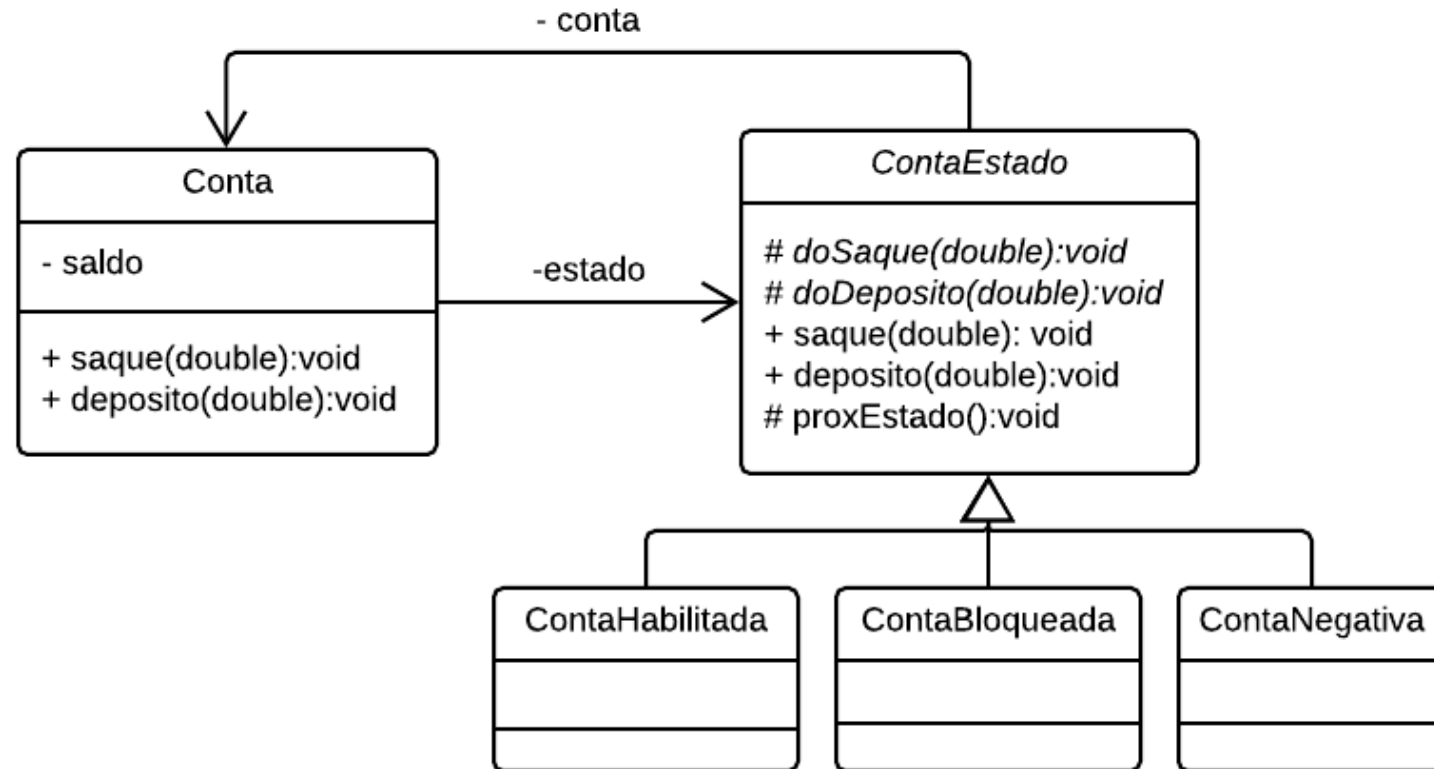 - conta
Conta
- saldo
+ saque(double):void
+ deposito(double):void
-estado
ContaEstado
# doSaque(double):void
# doDeposito(double):void
+ saque(double): void
+ deposito(double):void
# proxEstado():void
ContaHabilitada
ContaBloqueada
ContaNegativa